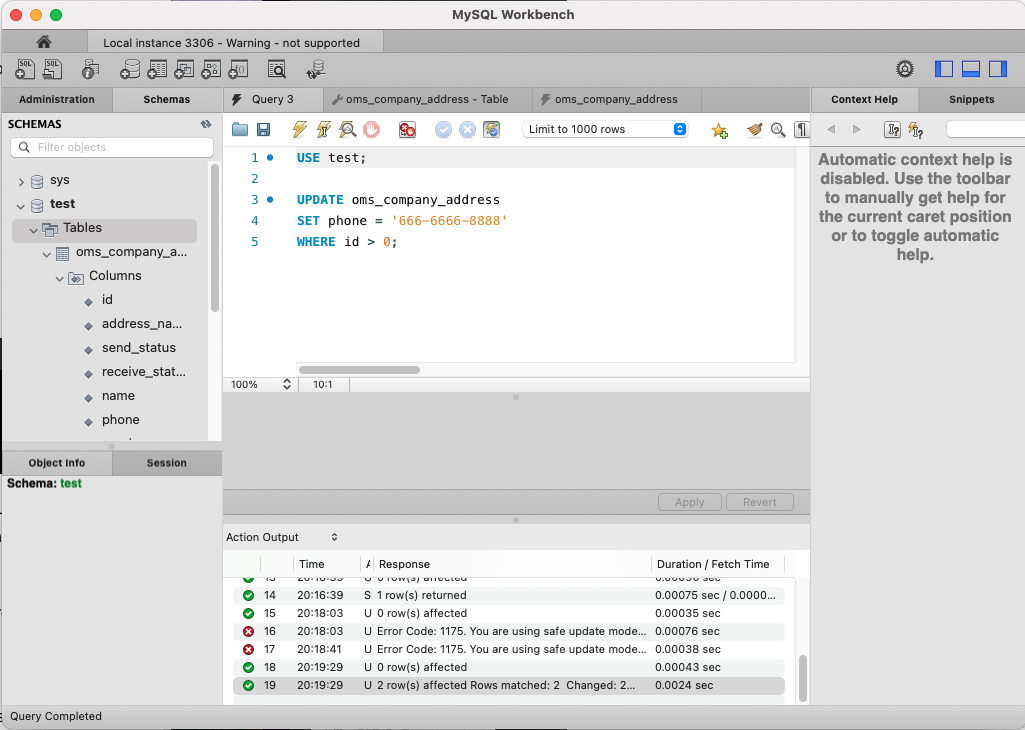 MySQL Workbench
Local instance 3306 - Warning - not supported
Administration
Schemas
Query 3
oms_company_address - Table
oms_company_address
Context Help
Snippets
SCHEMAS
Filter objects
sys
test
Tables
oms_company_a...
Columns
id
address_na...
send_status
receive_stat...
name
phone
Object Info
Session
Schema: test
Limit to 1000 rows
1 USE test;
2
3 UPDATE oms_company_address
4 SET phone = '666-6666-8888'
5 WHERE id > 0;
100%
10:1
Automatic context help is
disabled. Use the toolbar
to manually get help for
the current caret position
or to toggle automatic
help.
Apply
Revert
Action Output
Time A Response Duration / Fetch Time
13 20:16:39 U 0 row(s) affected 0.00090 sec
14 20:16:39 S 1 row(s) returned 0.00075 sec / 0.0000...
15 20:18:03 U 0 row(s) affected 0.00035 sec
16 20:18:03 U Error Code: 1175. You are using safe update mode... 0.00076 sec
17 20:18:41 U Error Code: 1175. You are using safe update mode... 0.00038 sec
18 20:19:29 U 0 row(s) affected 0.00043 sec
19 20:19:29 U 2 row(s) affected Rows matched: 2 Changed: 2... 0.0024 sec
Query Completed